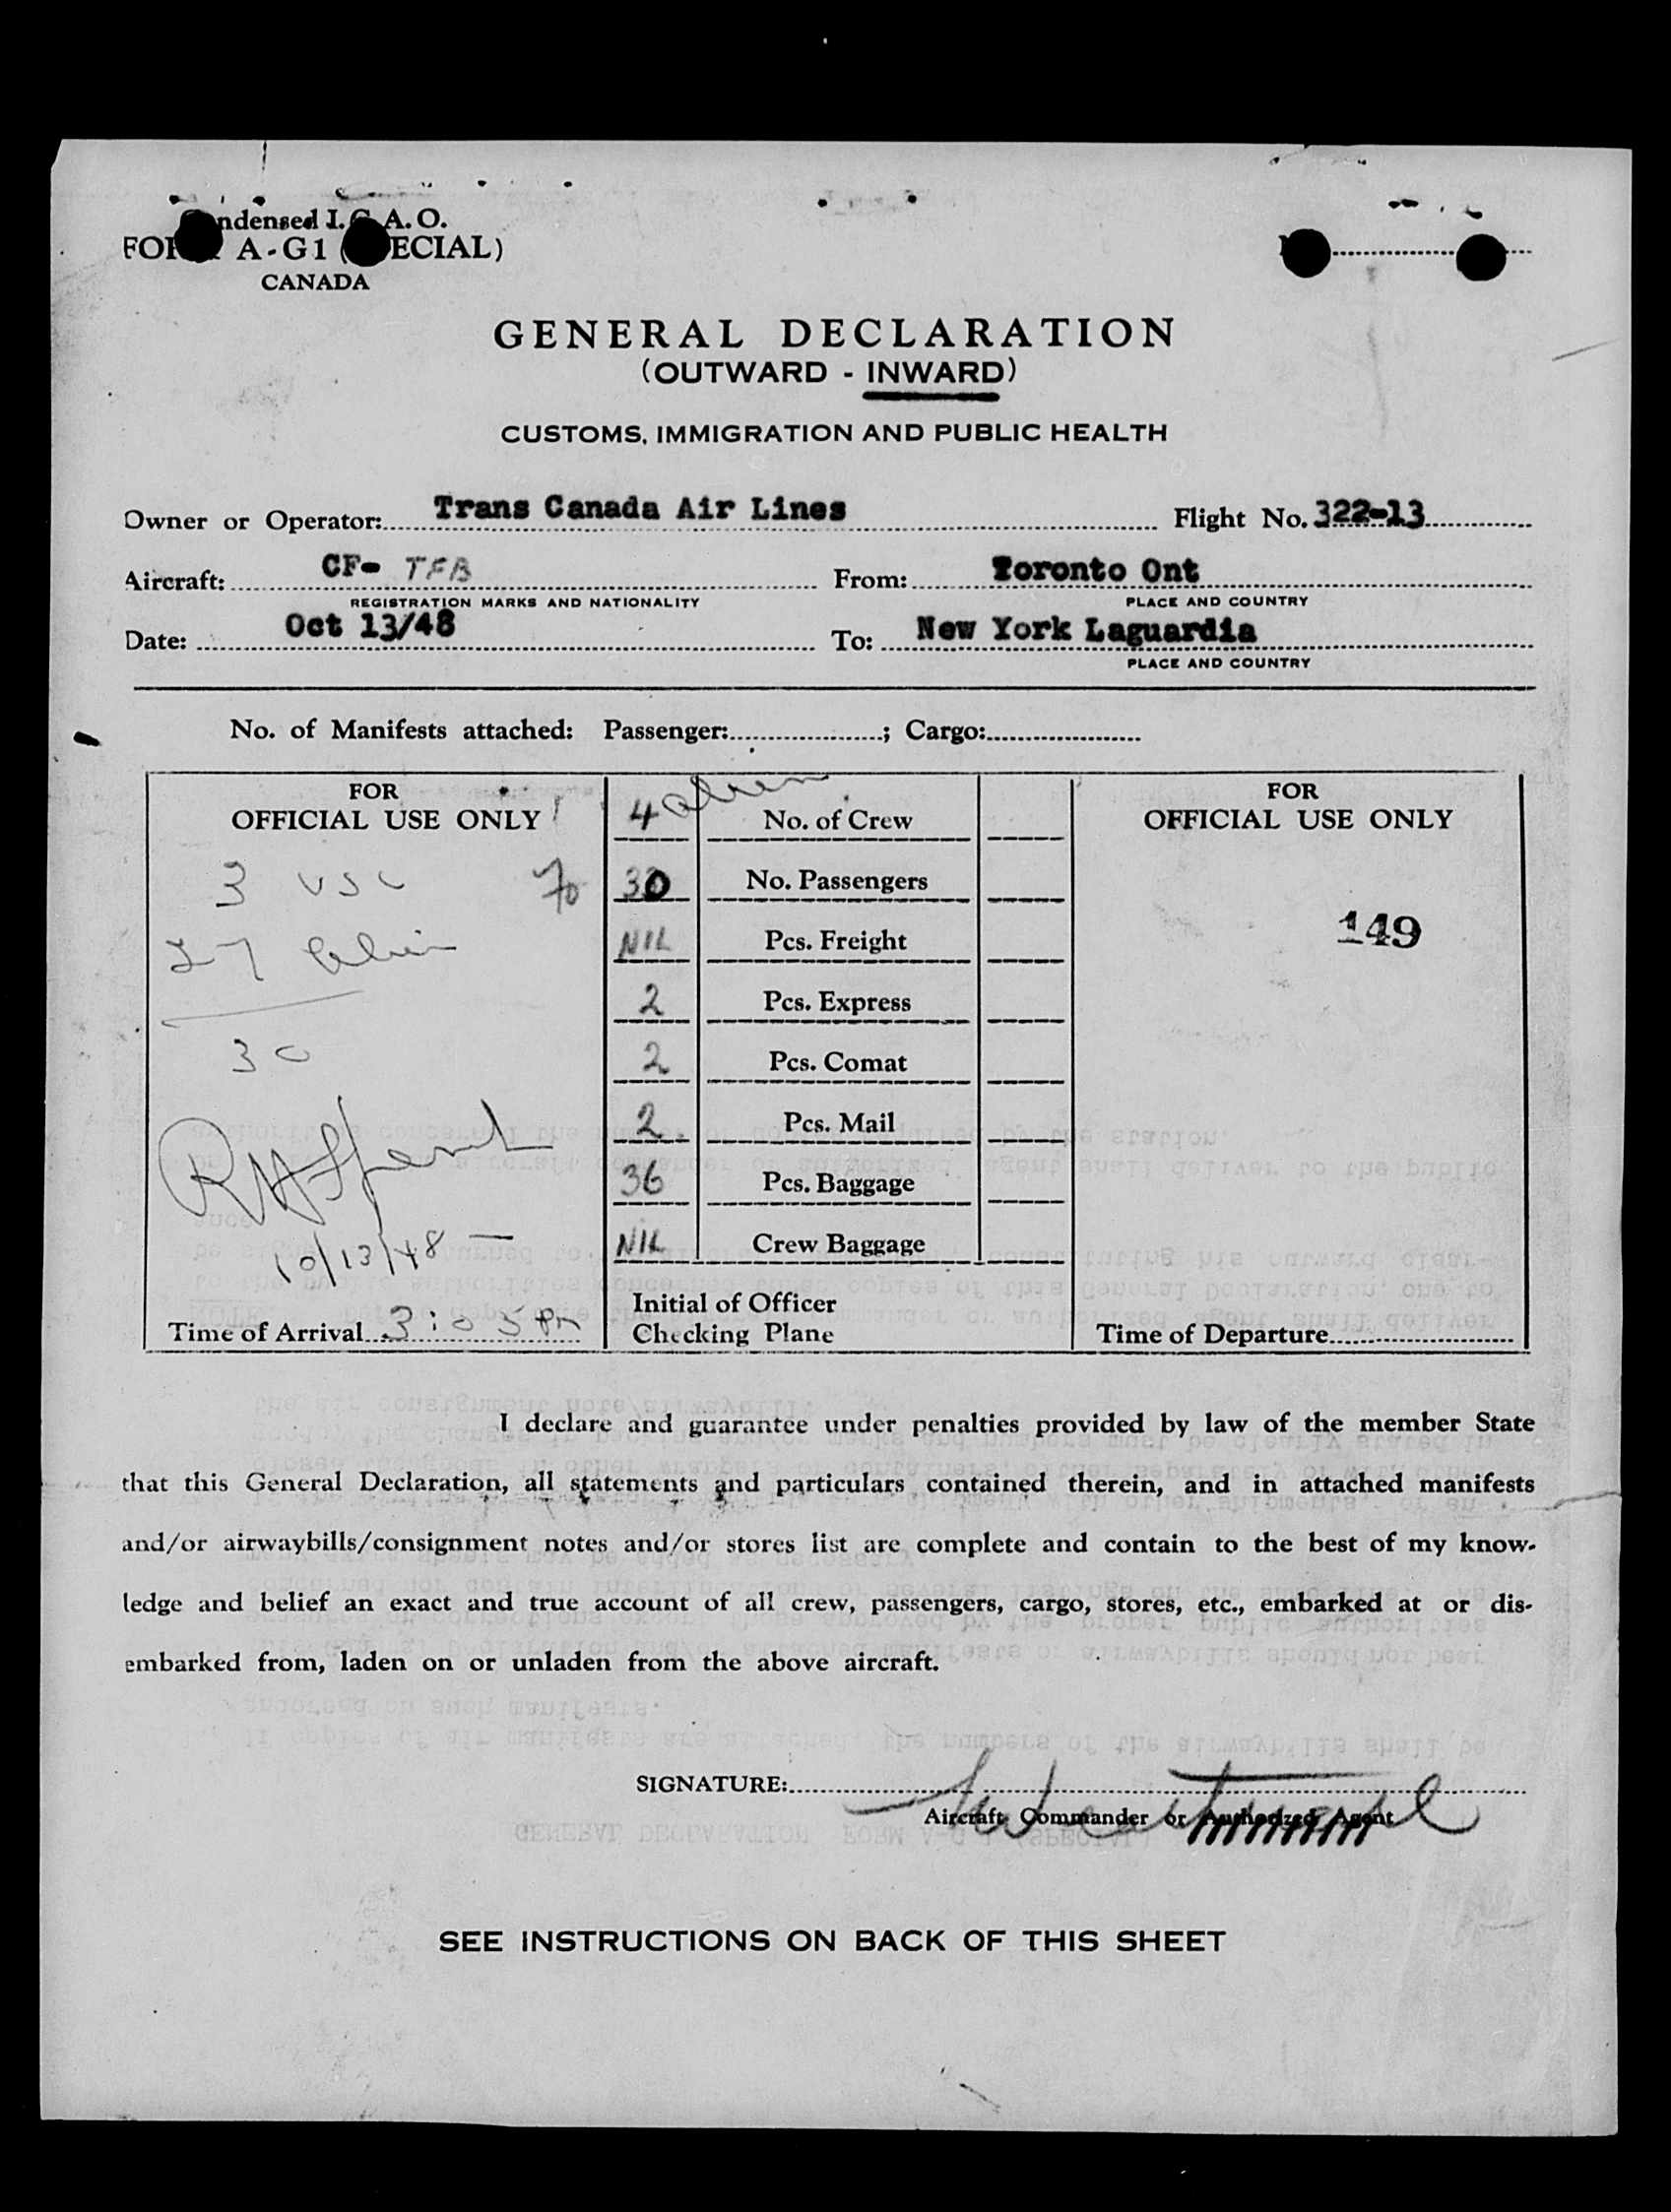 ndensed I. A. O.
FO A-G1 ( ECIAL)
CANADA
GENERAL DECLARATION
(OUTWARD - INWARD)
CUSTOMS, IMMIGRATION AND PUBLIC HEALTH
Owner or Operator: Trans Canada Air Lines Flight No. 322-13
Aircraft: CF- TFB From: Toronto Ont
REGISTRATION MARKS AND NATIONALITY PLACE AND COUNTRY
Date: Oct 13/48 To: New York Laguardia
PLACE AND COUNTRY
No. of Manifests attached: Passenger: ; Cargo:
FOR OFFICIAL USE ONLY
3 USC
27 alien
30
10/13/48 -
Time of Arrival 3:05 Pm
4 alien No. of Crew
30 No. Passengers
NIL Pcs. Freight
2 Pcs. Express
2 Pcs. Comat
2 Pcs. Mail
36 Pcs. Baggage
NIL Crew Baggage
Initial of Officer
Checking Plane
FOR
OFFICIAL USE ONLY
149
Time of Departure
I declare and guarantee under penalties provided by law of the member State
that this General Declaration, all statements and particulars contained therein, and in attached manifests
and/or airwaybills/consignment notes and/or stores list are complete and contain to the best of my know-
ledge and belief an exact and true account of all crew, passengers, cargo, stores, etc., embarked at or dis-
embarked from, laden on or unladen from the above aircraft.
SIGNATURE:
Aircraft Commander or Authorized Agent
SEE INSTRUCTIONS ON BACK OF THIS SHEET